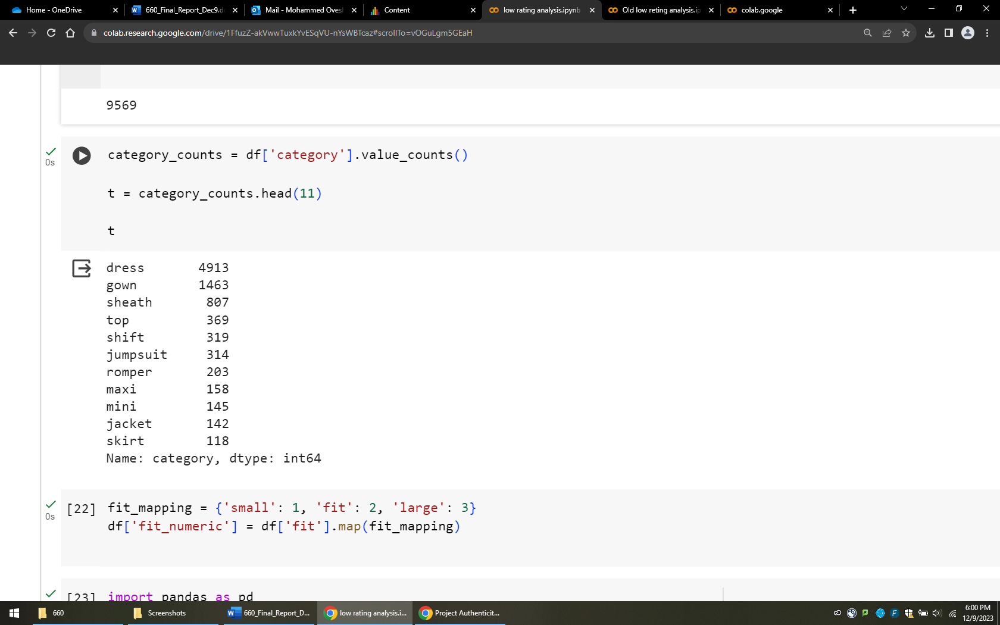 Home - OneDrive
660_Final_Report_Dec9.d
Mail - Mohammed Oves
Content
low rating analysis.ipynb
Old low reting analysis.ip
colab.google
colab.research.google.com/drive/1FfuzZ-akVwwTuxkYvESqVU-nYsWBTcaz#scrollTo=vOGuLgm5GEaH
9569
0s
category_counts = df['category'].value_counts()
t = category_counts.head(11)
t
dress 4913
gown 1463
sheath 807
top 369
shift 319
jumpsuit 314
romper 203
maxi 158
mini 145
jacket 142
skirt 118
Name: category, dtype: int64
0s
[22] fit_mapping = {'small': 1, 'fit': 2, 'large': 3}
df['fit_numeric'] = df['fit'].map(fit_mapping)
[23] import pandas as pd
660
Screenshots
660_Final_Report_D...
low rating analysis.i...
Project Authenticit...
6:00 PM
12/9/2023